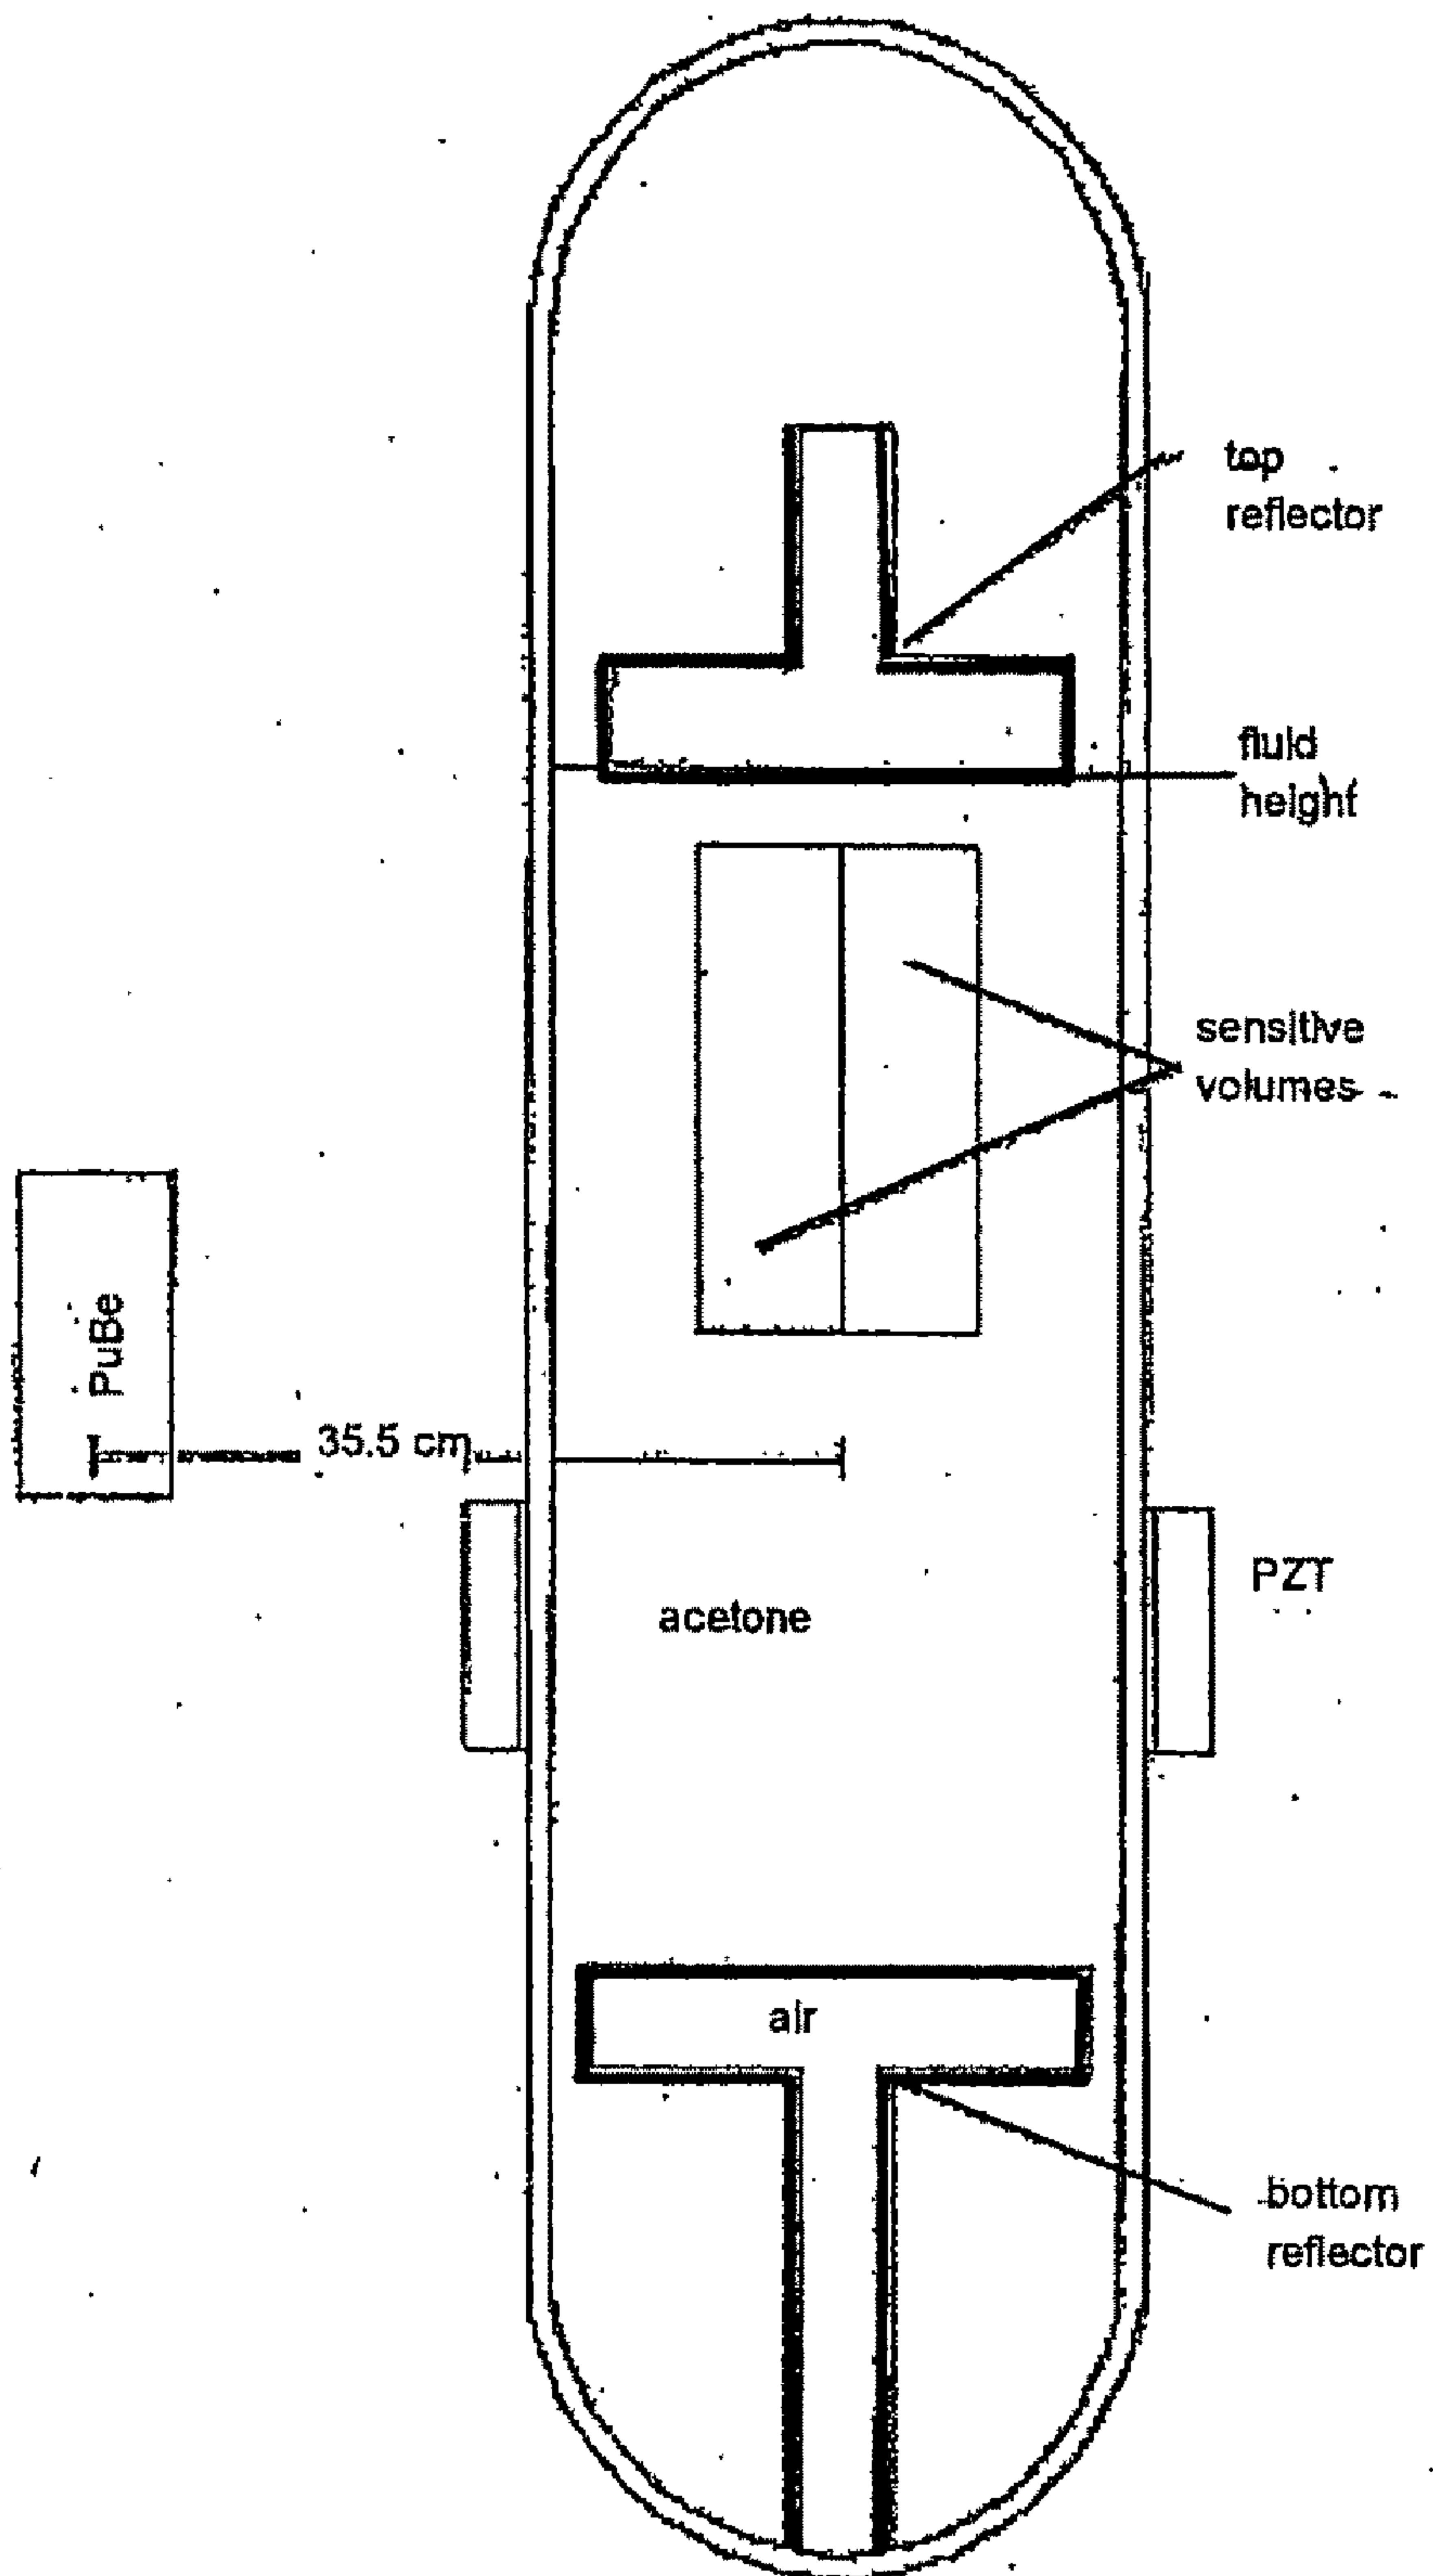 top
reflector
fluid
height
sensitive
volumes
PuBe
35.5 cm
PZT
acetone
air
bottom
reflector